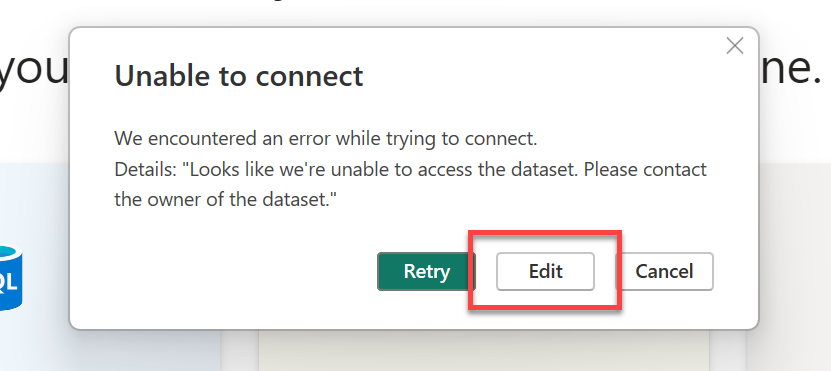 you
ne.
Unable to connect
We encountered an error while trying to connect.
Details: "Looks like we're unable to access the dataset. Please contact
the owner of the dataset."
Retry
Edit
Cancel
QL